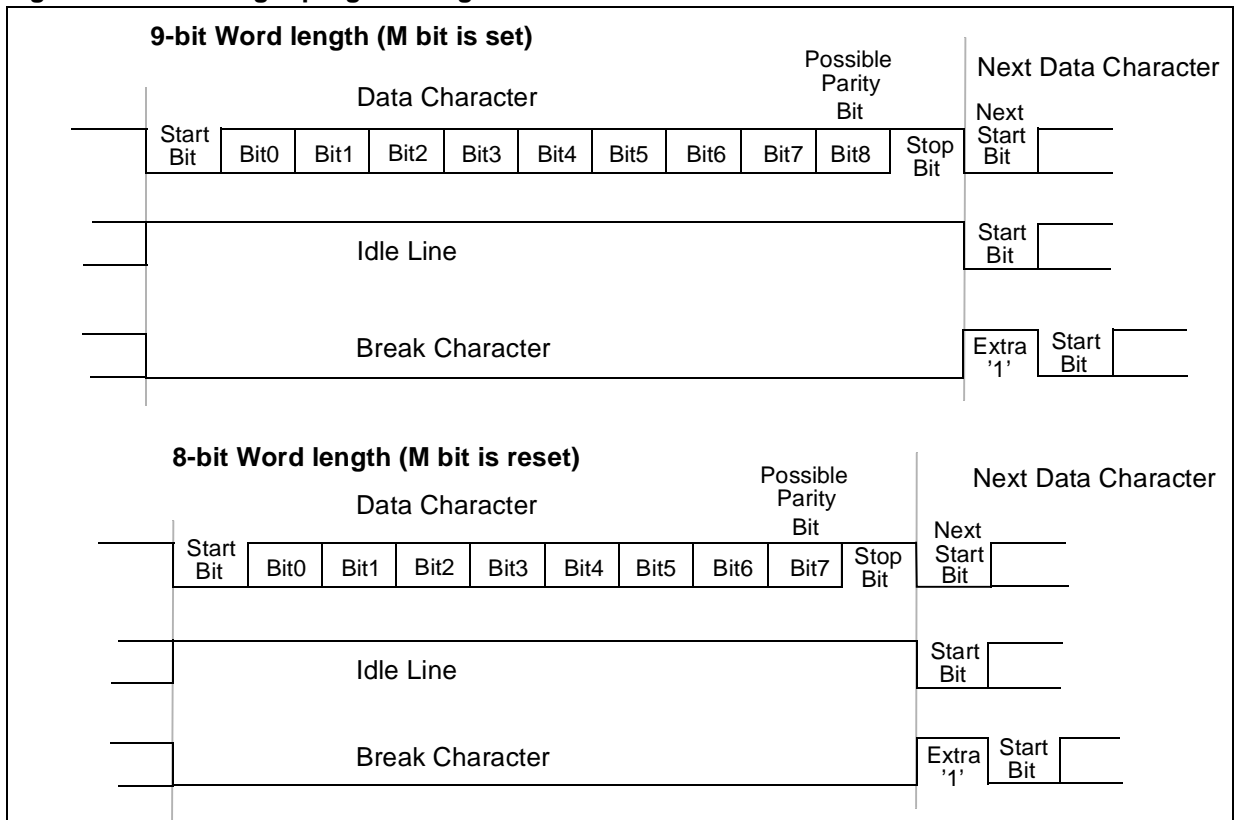 9-bit Word length (M bit is set)
Possible
Parity
Bit
Next Data Character
Data Character
Start
Bit
Bit0 Bit1 Bit2 Bit3 Bit4 Bit5 Bit6 Bit7 Bit8
Stop
Bit
Next
Start
Bit
Idle Line
Start
Bit
Break Character
Extra
'1'
Start
Bit
8-bit Word length (M bit is reset)
Possible
Parity
Bit
Next Data Character
Data Character
Start
Bit
Bit0 Bit1 Bit2 Bit3 Bit4 Bit5 Bit6 Bit7
Stop
Bit
Next
Start
Bit
Idle Line
Start
Bit
Break Character
Extra
'1'
Start
Bit